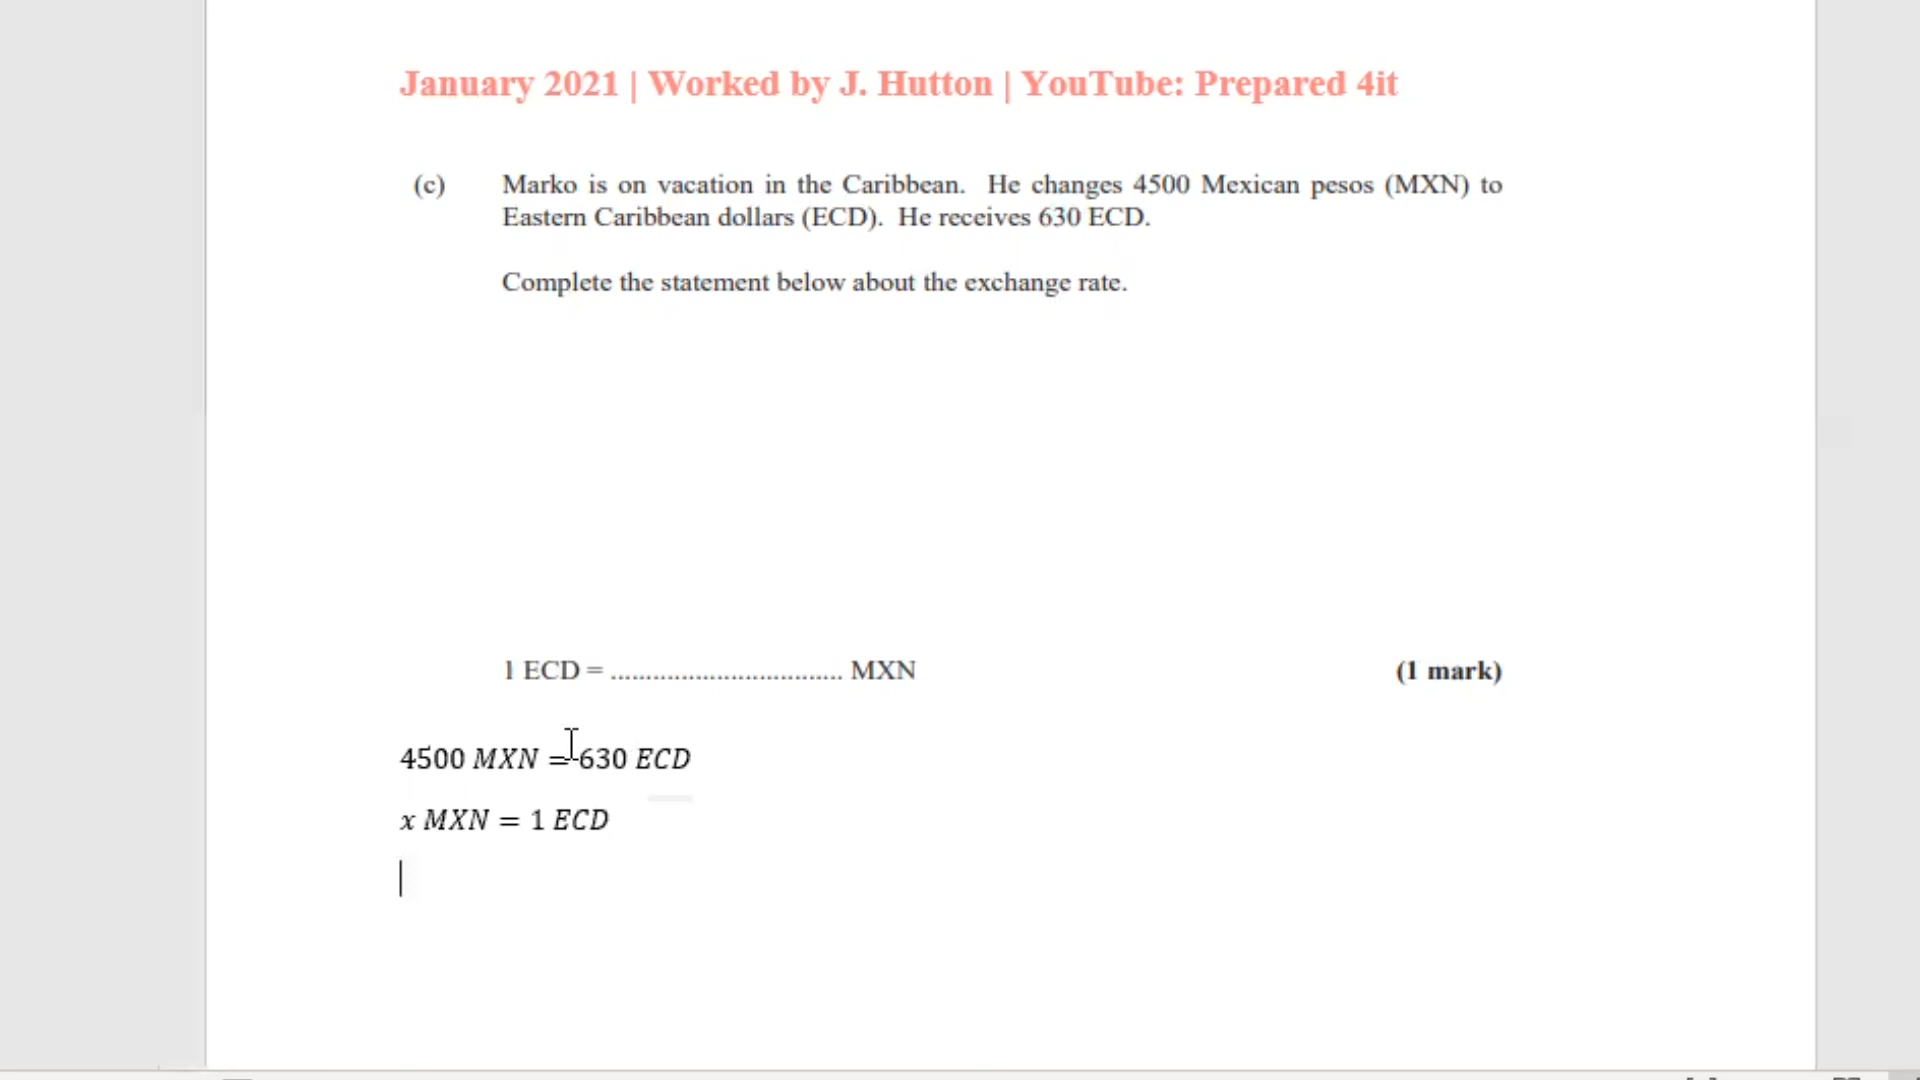 January 2021 | Worked by J. Hutton | YouTube: Prepared 4it
(c) Marko is on vacation in the Caribbean. He changes 4500 Mexican pesos (MXN) to
Eastern Caribbean dollars (ECD). He receives 630 ECD.
Complete the statement below about the exchange rate.
1 ECD = ................................. MXN (1 mark)
4500 MXN = 630 ECD
x MXN = 1 ECD